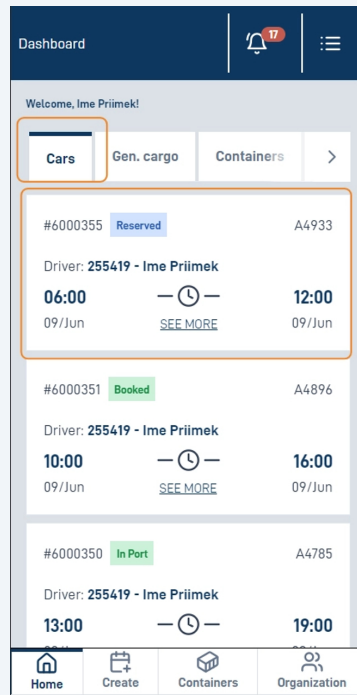 Dashboard
17
Welcome, Ime Priimek!
Cars
Gen. cargo
Containers
#6000355 Reserved A4933
Driver: 255419 - Ime Priimek
06:00 12:00
09/Jun SEE MORE 09/Jun
#6000351 Booked A4896
Driver: 255419 - Ime Priimek
10:00 16:00
09/Jun SEE MORE 09/Jun
#6000350 In Port A4785
Driver: 255419 - Ime Priimek
13:00 19:00
Home Create Containers Organization